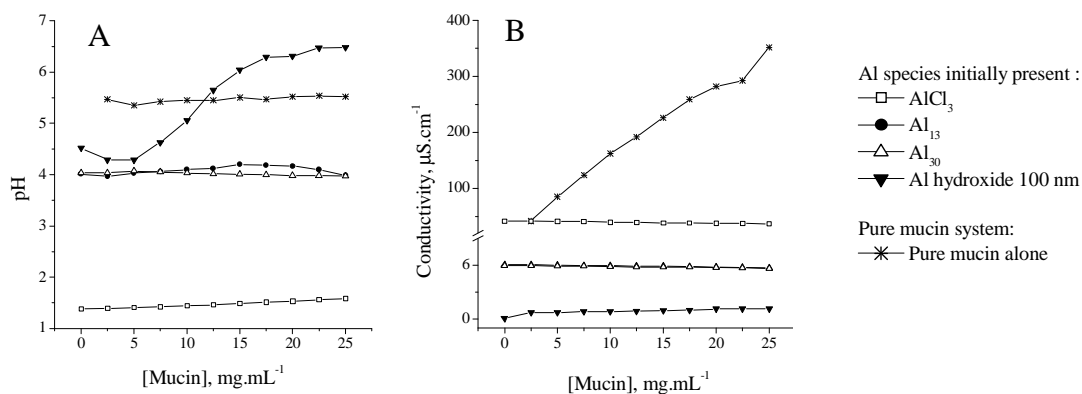 A
7
6
5
4
3
2
1
pH
0 5 10 15 20 25
[Mucin], mg.mL⁻¹
B
400
300
200
100
6
0
Conductivity, µS.cm⁻¹
0 5 10 15 20 25
[Mucin], mg.mL⁻¹
Al species initially present :
AlCl₃
Al₁₃
Al₃₀
Al hydroxide 100 nm
Pure mucin system:
Pure mucin alone